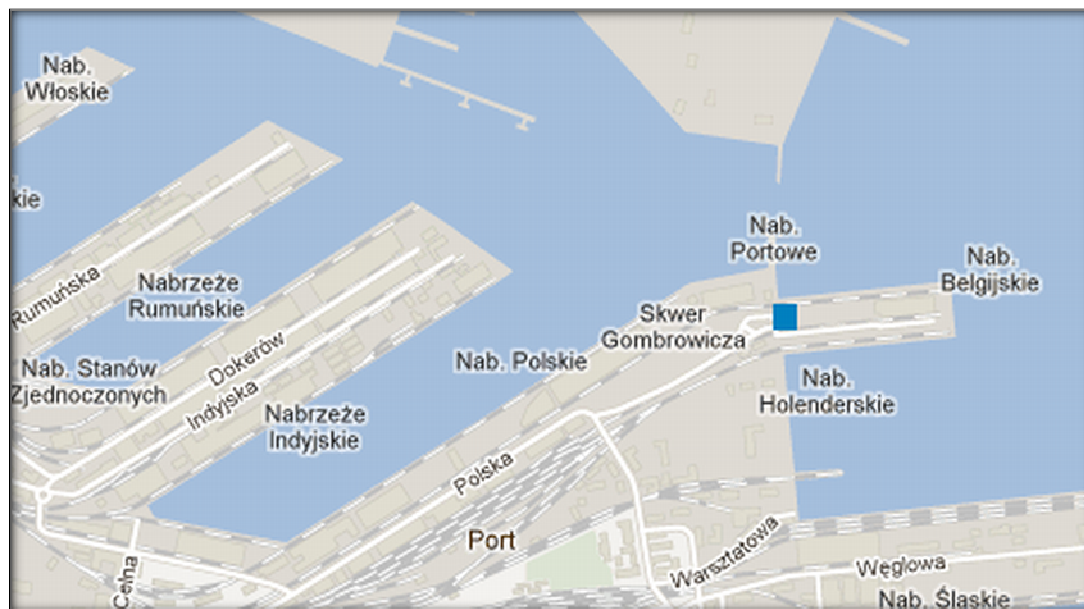 Nab.
Włoskie
kie
Nab.
Portowe
Nab.
Belgijskie
Rumuńska
Nabrzeże
Rumuńskie
Skwer
Gombrowicza
Nab. Stanów
Zjednoczonych
Dokerów
Nab. Polskie
Indyjska
Nab.
Holenderskie
Nabrzeże
Indyjskie
Polska
Port
Celna
Warsztatowa
Węglowa
Nab. Śląskie